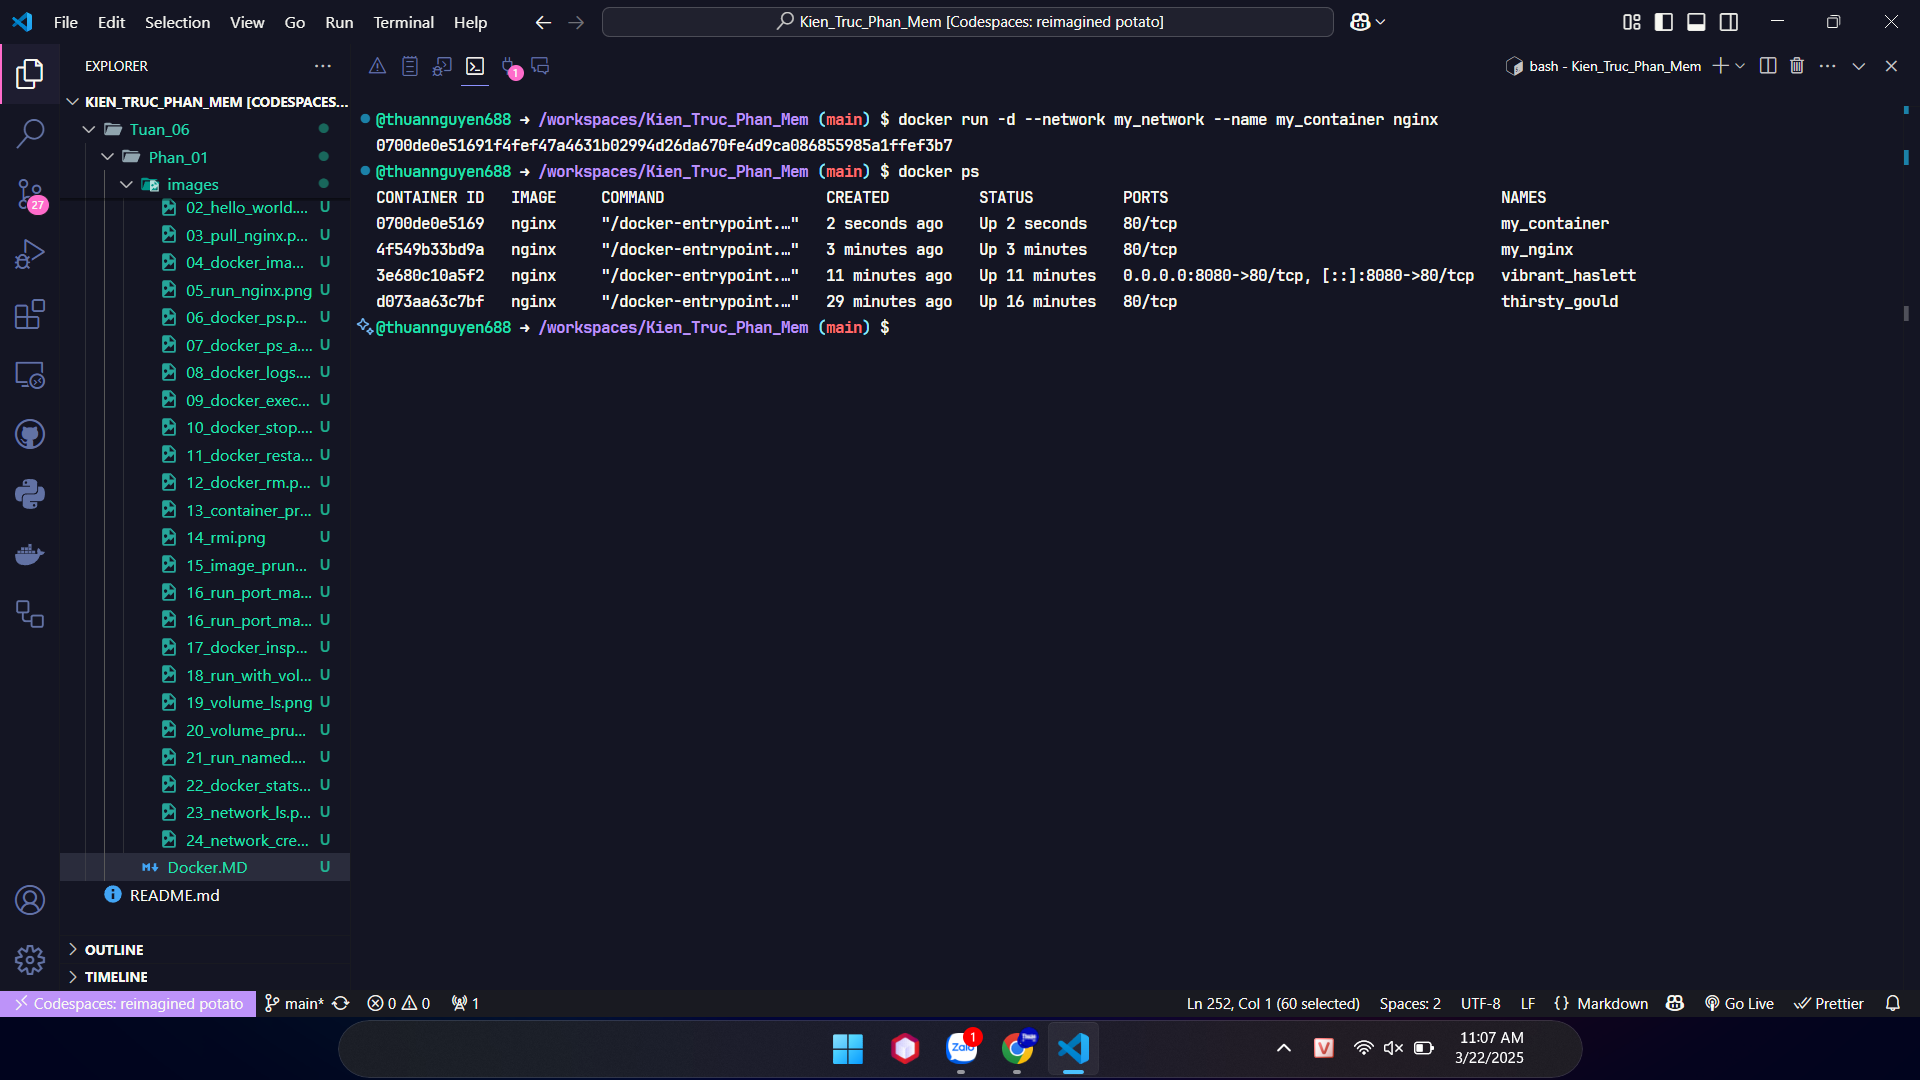 File Edit Selection View Go Run Terminal Help
Kien_Truc_Phan_Mem [Codespaces: reimagined potato]
EXPLORER
bash - Kien_Truc_Phan_Mem
1
KIEN_TRUC_PHAN_MEM [CODESPACES...
Tuan_06
Phan_01
images
02_hello_world.... U
03_pull_nginx.p... U
04_docker_ima... U
05_run_nginx.png U
06_docker_ps.p... U
07_docker_ps_a.... U
08_docker_logs.... U
09_docker_exec... U
10_docker_stop.... U
11_docker_resta... U
12_docker_rm.p... U
13_container_pr... U
14_rmi.png U
15_image_prun... U
16_run_port_ma... U
16_run_port_ma... U
17_docker_insp... U
18_run_with_vol... U
19_volume_ls.png U
20_volume_pru... U
21_run_named.... U
22_docker_stats... U
23_network_ls.p... U
24_network_cre... U
Docker.MD U
README.md
OUTLINE
TIMELINE
27
@thuannguyen688 → /workspaces/Kien_Truc_Phan_Mem (main) $ docker run -d --network my_network --name my_container nginx
0700de0e51691f4fef47a4631b02994d26da670fe4d9ca086855985a1ffef3b7
@thuannguyen688 → /workspaces/Kien_Truc_Phan_Mem (main) $ docker ps
CONTAINER ID IMAGE COMMAND CREATED STATUS PORTS NAMES
0700de0e5169 nginx "/docker-entrypoint.…" 2 seconds ago Up 2 seconds 80/tcp my_container
4f549b33bd9a nginx "/docker-entrypoint.…" 3 minutes ago Up 3 minutes 80/tcp my_nginx
3e680c10a5f2 nginx "/docker-entrypoint.…" 11 minutes ago Up 11 minutes 0.0.0.0:8080->80/tcp, [::]:8080->80/tcp vibrant_haslett
d073aa63c7bf nginx "/docker-entrypoint.…" 29 minutes ago Up 16 minutes 80/tcp thirsty_gould
@thuannguyen688 → /workspaces/Kien_Truc_Phan_Mem (main) $
Codespaces: reimagined potato main* 0 0 1 Ln 252, Col 1 (60 selected) Spaces: 2 UTF-8 LF {} Markdown Go Live Prettier
Zalo
1
V
11:07 AM
3/22/2025